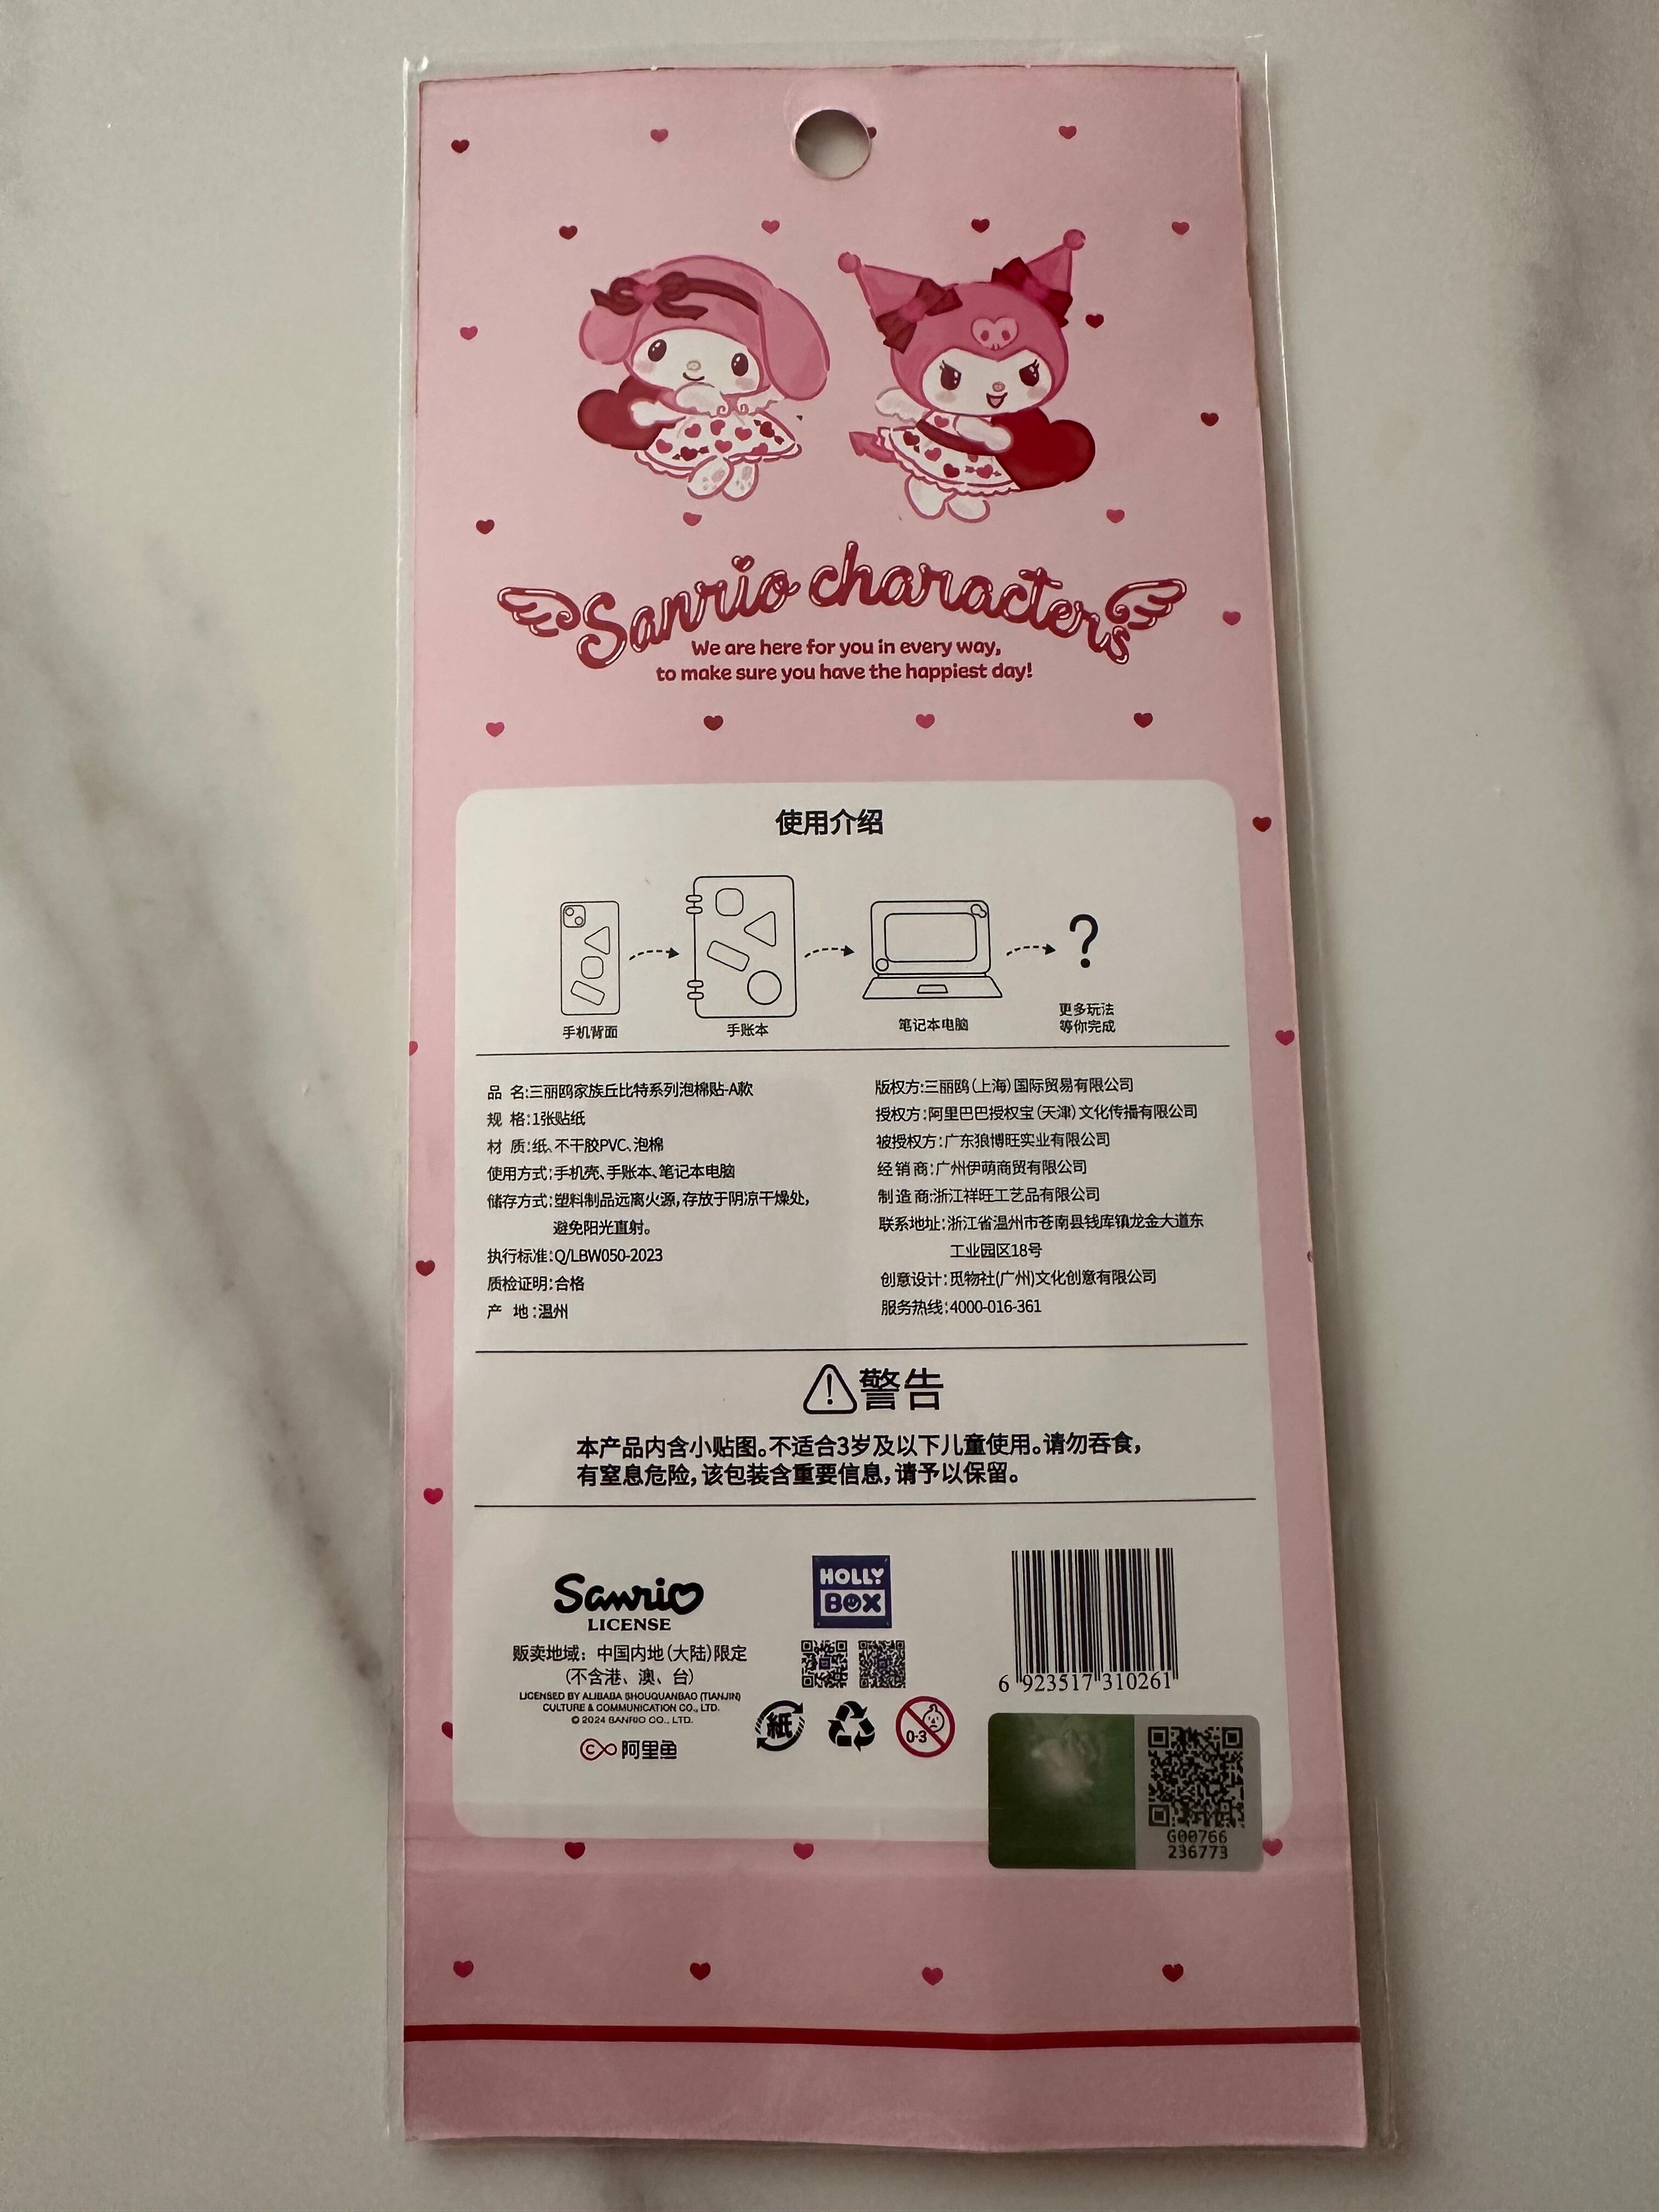 Sanrio characters
We are here for you in every way,
to make sure you have the happiest day!
使用介绍
手机背面
手账本
笔记本电脑
?
更多玩法
等你完成
品 名:三丽鸥家族丘比特系列泡棉贴-A款
规 格:1张贴纸
材 质:纸、不干胶PVC、泡棉
使用方式:手机壳、手账本、笔记本电脑
储存方式:塑料制品远离火源,存放于阴凉干燥处,
避免阳光直射。
执行标准:Q/LBW050-2023
质检证明:合格
产 地:温州
版权方:三丽鸥(上海)国际贸易有限公司
授权方:阿里巴巴授权宝(天津)文化传播有限公司
被授权方:广东狼博旺实业有限公司
经销商:广州伊萌商贸有限公司
制造商:浙江祥旺工艺品有限公司
联系地址:浙江省温州市苍南县钱库镇龙金大道东
工业园区18号
创意设计:觅物社(广州)文化创意有限公司
服务热线:4000-016-361
警告
本产品内含小贴图。不适合3岁及以下儿童使用。请勿吞食,
有窒息危险,该包装含重要信息,请予以保留。
Sanrio
LICENSE
贩卖地域：中国内地(大陆)限定
(不含港、澳、台)
LICENSED BY ALIBABA SHOUQUANBAO (TIANJIN)
CULTURE & COMMUNICATION CO., LTD.
© 2024 SANRIO CO., LTD.
阿里鱼
HOLLY
BOX
紙
0-3
6 923517 310261
G00766
236773